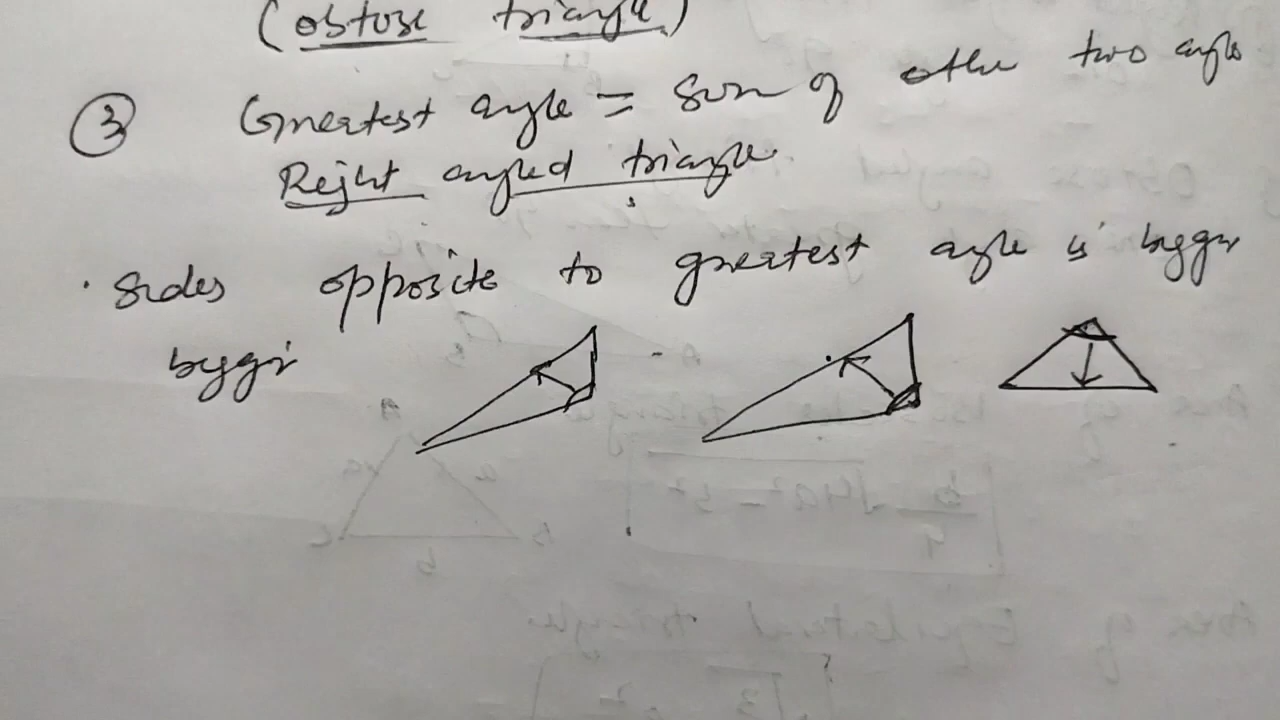 (obtuse triangle)
③ Greatest angle = Sum of other two angle
Right angled triangle.
· Sides opposite to greatest angle is bigger
bigger